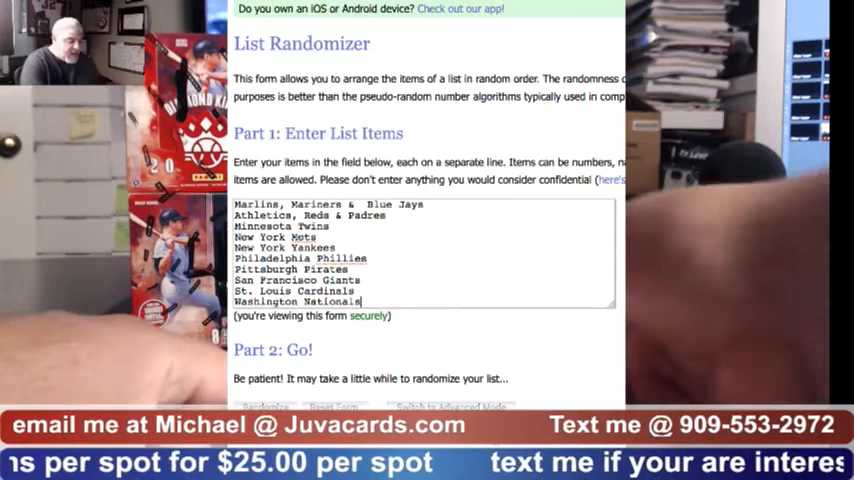 Do you own an iOS or Android device? Check out our app!
List Randomizer
This form allows you to arrange the items of a list in random order. The randomness
purposes is better than the pseudo-random number algorithms typically used in
Part 1: Enter List Items
Enter your items in the field below, each on a separate line. Items can be numbers,
items are allowed. Please don't enter anything you would consider confidential (here's
Marlins, Mariners & Blue Jays
Athletics, Reds & Padres
Minnesota Twins
New York Mets
New York Yankees
Philadelphia Phillies
Pittsburgh Pirates
San Francisco Giants
St. Louis Cardinals
Washington Nationals
(you're viewing this form securely)
Part 2: Go!
Be patient! It may take a little while to randomize your list...
Randomize Reset Form Switch to Advanced Mode
email me at Michael @ Juvacards.com Text me @ 909-553-2972
per spot for $25.00 per spot text me if your are